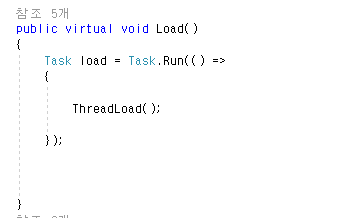 참조 5개
public virtual void Load()
{
Task load = Task.Run(() =>
{
ThreadLoad();
});
}